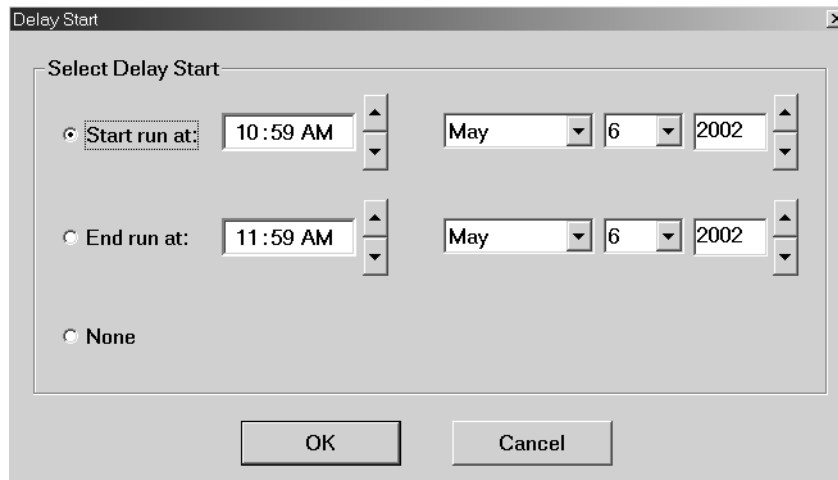 Delay Start
Select Delay Start
Start run at: 10:59 AM May 6 2002
End run at: 11:59 AM May 6 2002
None
OK Cancel